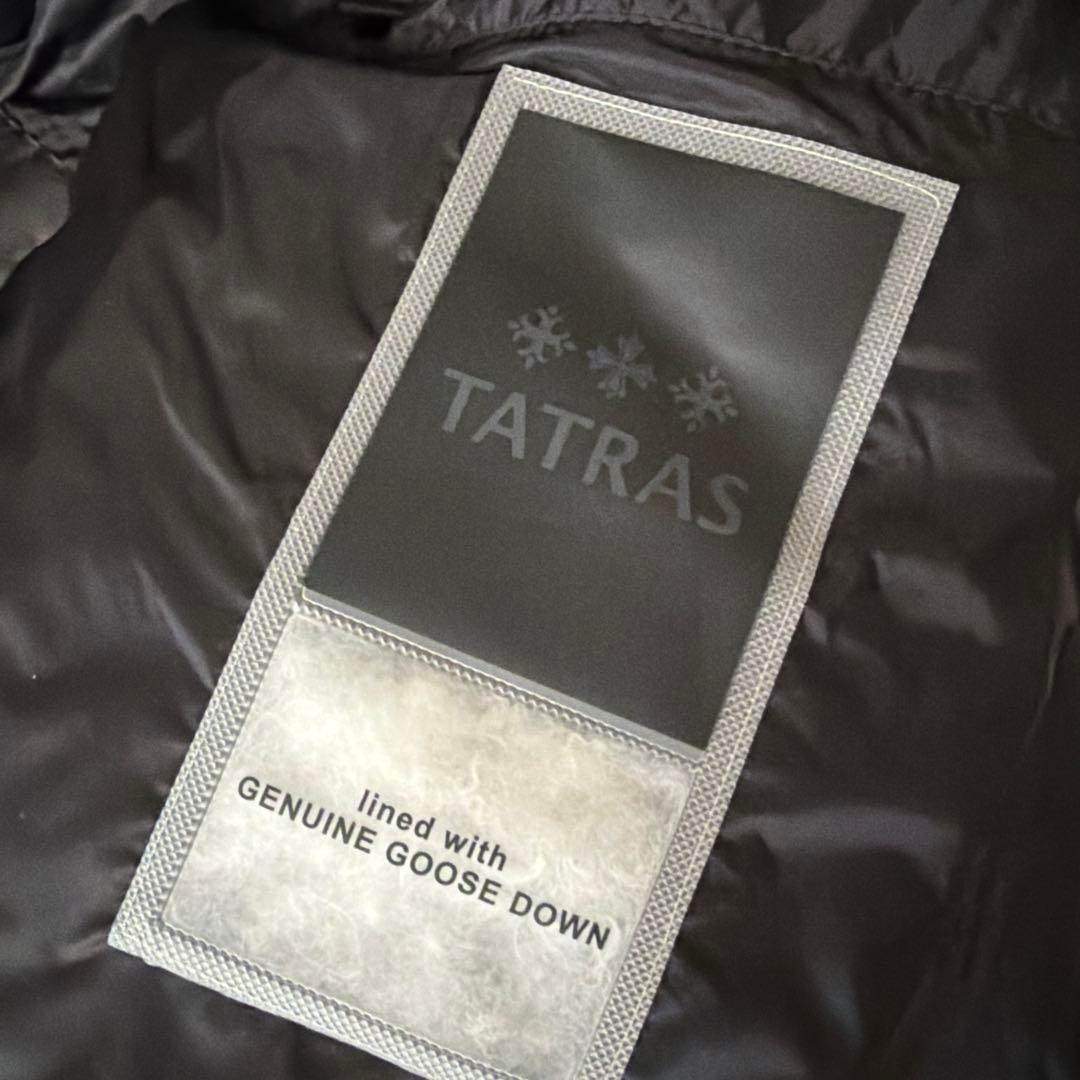 TATRAS
lined with
GENUINE GOOSE DOWN